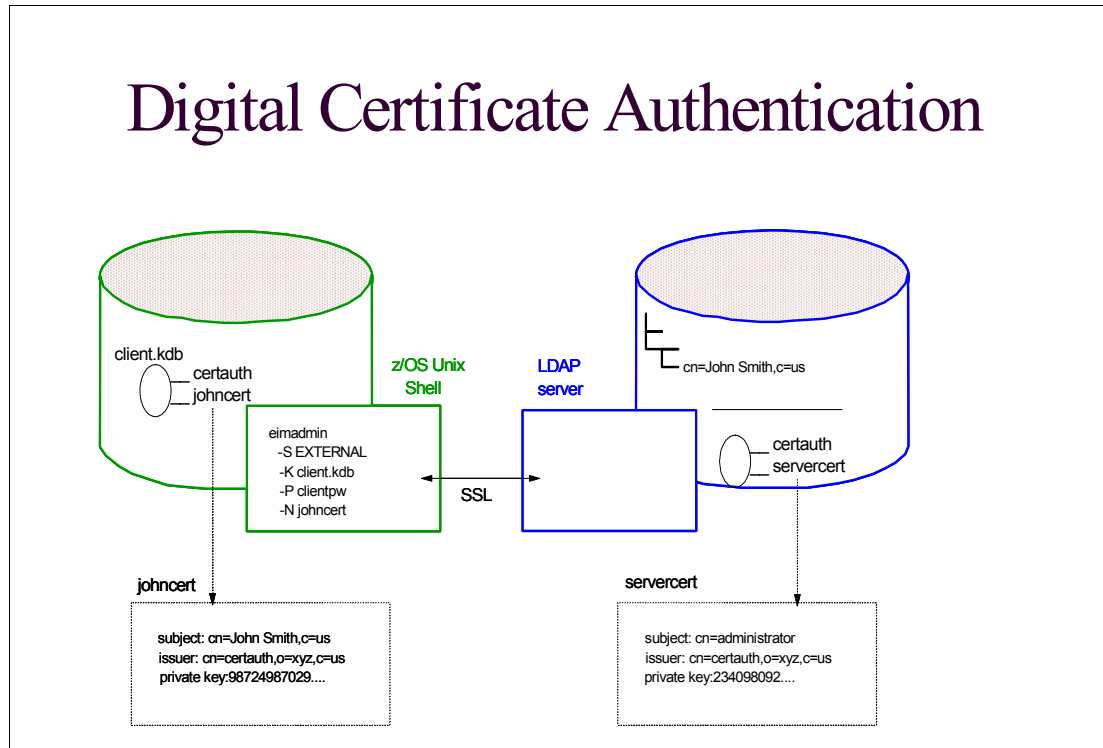 Digital Certificate Authentication
client.kdb
certauth
johncert
z/OS Unix
Shell
eimadmin
-S EXTERNAL
-K client.kdb
-P clientpw
-N johncert
SSL
LDAP
server
cn=John Smith,c=us
certauth
servercert
johncert
subject: cn=John Smith,c=us
issuer: cn=certauth,o=xyz,c=us
private key:98724987029....
servercert
subject: cn=administrator
issuer: cn=certauth,o=xyz,c=us
private key:234098092....